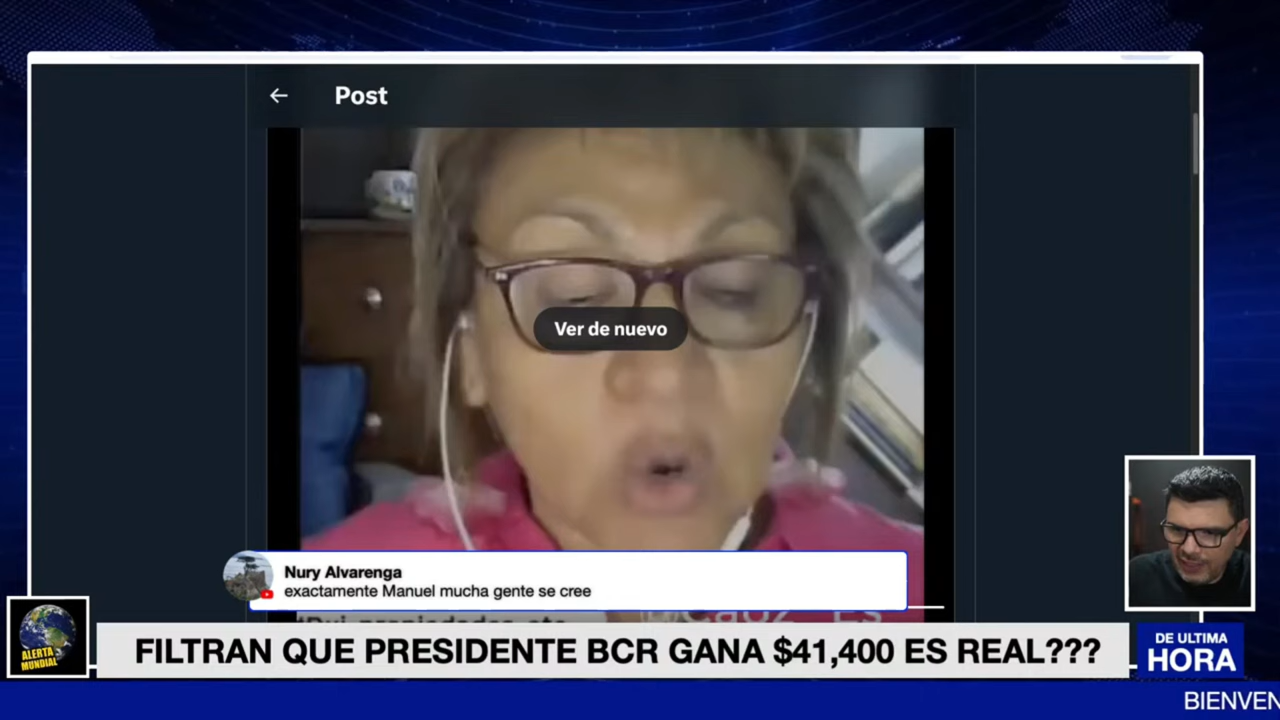 Post
Ver de nuevo
Nury Alvarenga
exactamente Manuel mucha gente se cree
ALERTA
MUNDIAL
FILTRAN QUE PRESIDENTE BCR GANA $41,400 ES REAL???
DE ULTIMA
HORA
BIENVEN